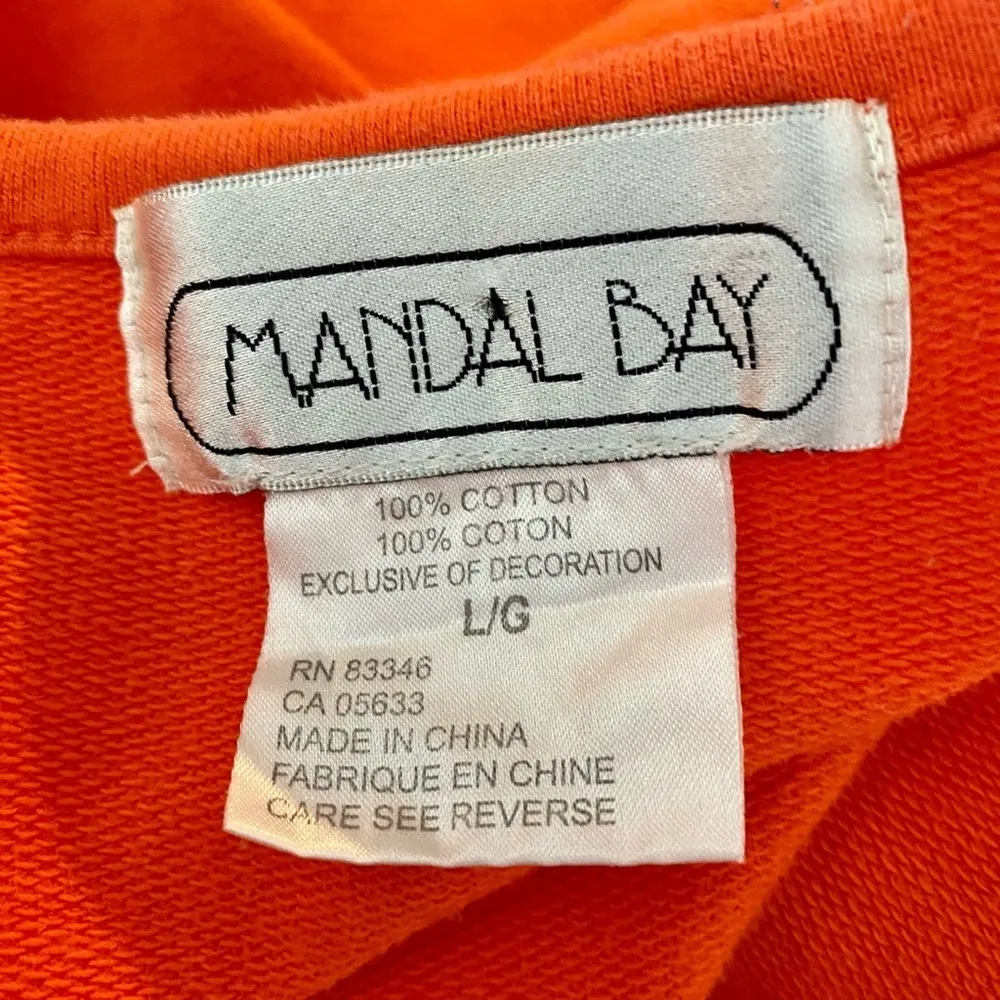 MANDAL BAY
100% COTTON
100% COTON
EXCLUSIVE OF DECORATION
L/G
RN 83346
CA 05633
MADE IN CHINA
FABRIQUE EN CHINE
CARE SEE REVERSE